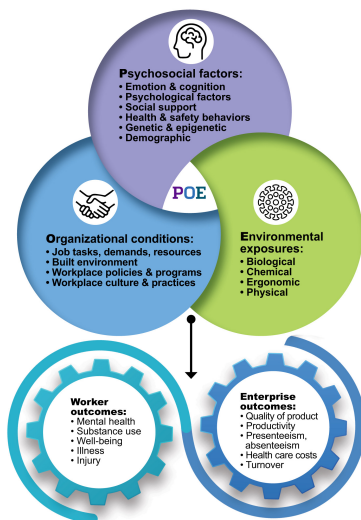 Psychosocial factors:
• Emotion & cognition
• Psychological factors
• Social support
• Health & safety behaviors
• Genetic & epigenetic
• Demographic
POE
Organizational conditions:
• Job tasks, demands, resources
• Built environment
• Workplace policies & programs
• Workplace culture & practices
Environmental
exposures:
• Biological
• Chemical
• Ergonomic
• Physical
Worker
outcomes:
• Mental health
• Substance use
• Well-being
• Illness
• Injury
Enterprise
outcomes:
• Quality of product
• Productivity
• Presenteeism,
absenteeism
• Health care costs
• Turnover